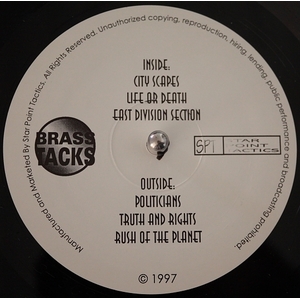 Manufactured and Marketed By Star Point Tactics. All Rights Reserved. Unauthorized copying, reproduction, hiring, lending, public performance and broadcasting prohibited.
INSIDE:
CITY SCAPES
LIFE OR DEATH
EAST DIVISION SECTION
BRASS
TACKS
SPT
STAR
POINT
TACTICS
OUTSIDE:
POLITICIANS
TRUTH AND RIGHTS
RUSH OF THE PLANET
© 1997